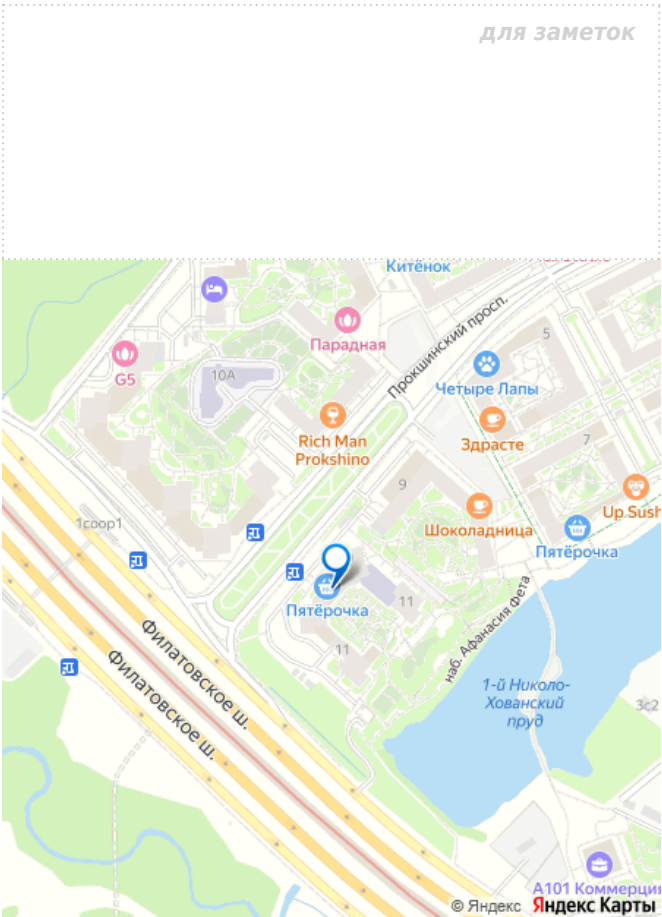 для заметок
Китёнок
Прокшинский просп.
Парадная
5
G5
10А
Четыре Лапы
Rich Man
Prokshino
Здрасте
7
9
Up Sush
1соор1
Шоколадница
Пятёрочка
Пятёрочка
11
11
наб. Афанасия Фета
Филатовское ш.
Филатовское ш.
1-й Николо-
Хованский
пруд
3с2
А101 Коммерция
© Яндекс Яндекс Карты